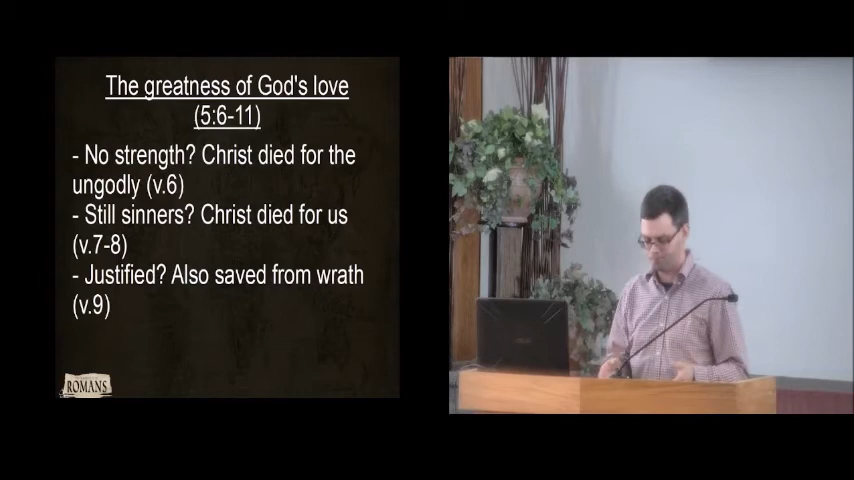 The greatness of God's love
(5:6-11)
- No strength? Christ died for the
ungodly (v.6)
- Still sinners? Christ died for us
(v.7-8)
- Justified? Also saved from wrath
(v.9)
ROMANS